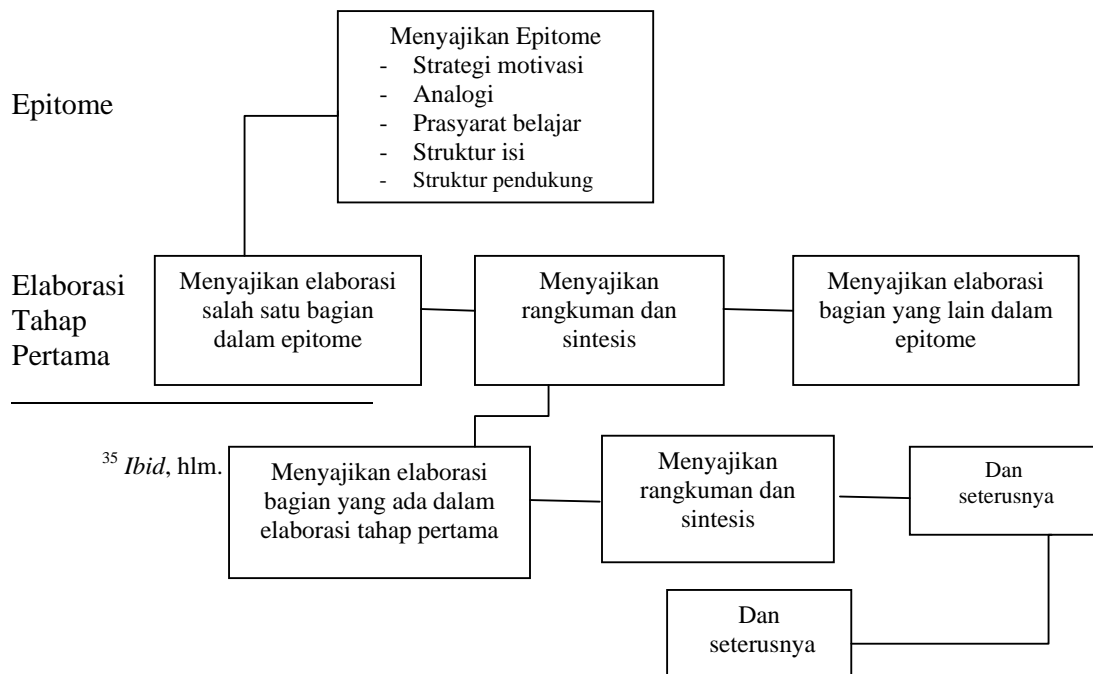 Epitome
Menyajikan Epitome
- Strategi motivasi
- Analogi
- Prasyarat belajar
- Struktur isi
- Struktur pendukung
Elaborasi
Tahap
Pertama
Menyajikan elaborasi
salah satu bagian
dalam epitome
Menyajikan
rangkuman dan
sintesis
Menyajikan elaborasi
bagian yang lain dalam
epitome
35 Ibid, hlm.
Menyajikan elaborasi
bagian yang ada dalam
elaborasi tahap pertama
Menyajikan
rangkuman dan
sintesis
Dan
seterusnya
Dan
seterusnya